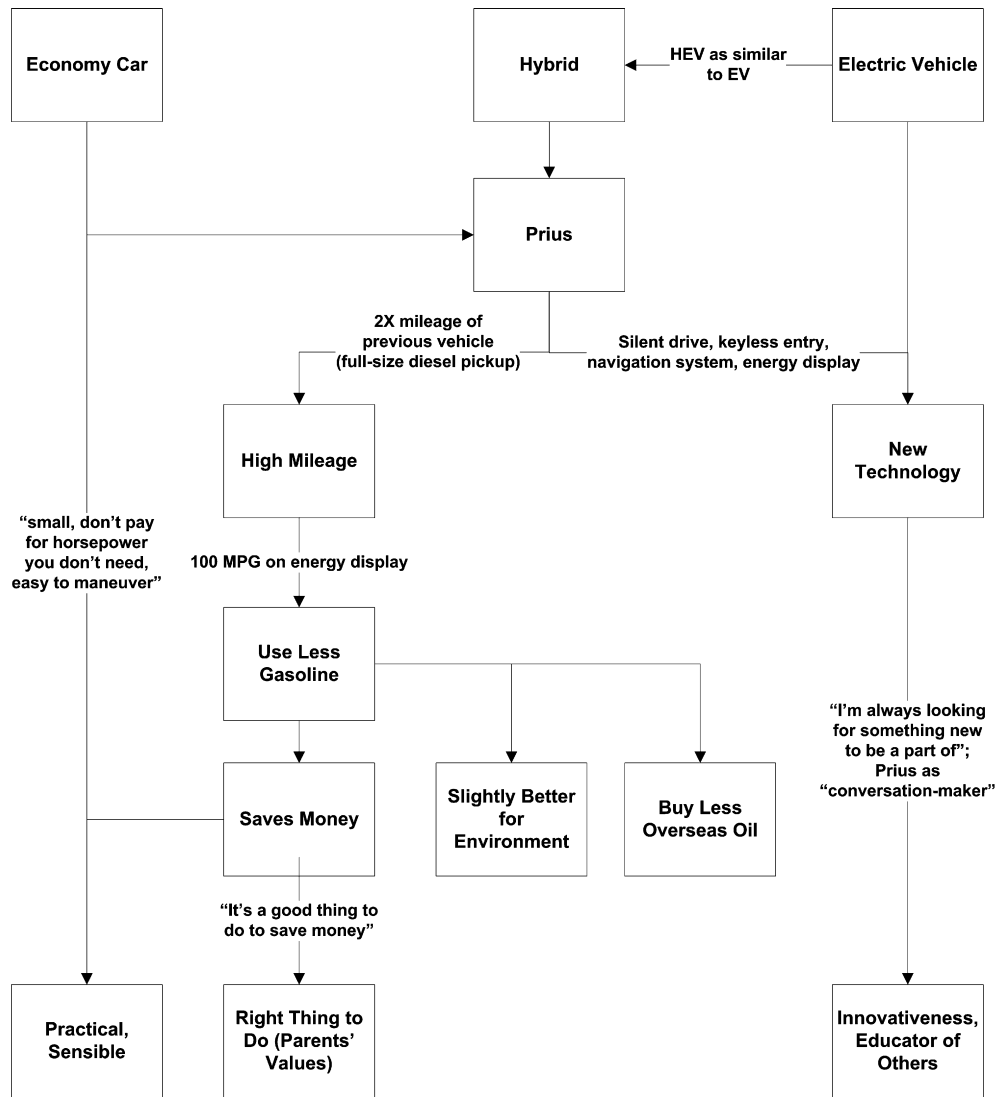 Economy Car
Hybrid
HEV as similar
to EV
Electric Vehicle
Prius
2X mileage of
previous vehicle
(full-size diesel pickup)
Silent drive, keyless entry,
navigation system, energy display
High Mileage
New
Technology
“small, don’t pay
for horsepower
you don’t need,
easy to maneuver”
100 MPG on energy display
Use Less
Gasoline
“I’m always looking
for something new
to be a part of”;
Prius as
“conversation-maker”
Saves Money
Slightly Better
for
Environment
Buy Less
Overseas Oil
“It’s a good thing to
do to save money”
Practical,
Sensible
Right Thing to
Do (Parents’
Values)
Innovativeness,
Educator of
Others